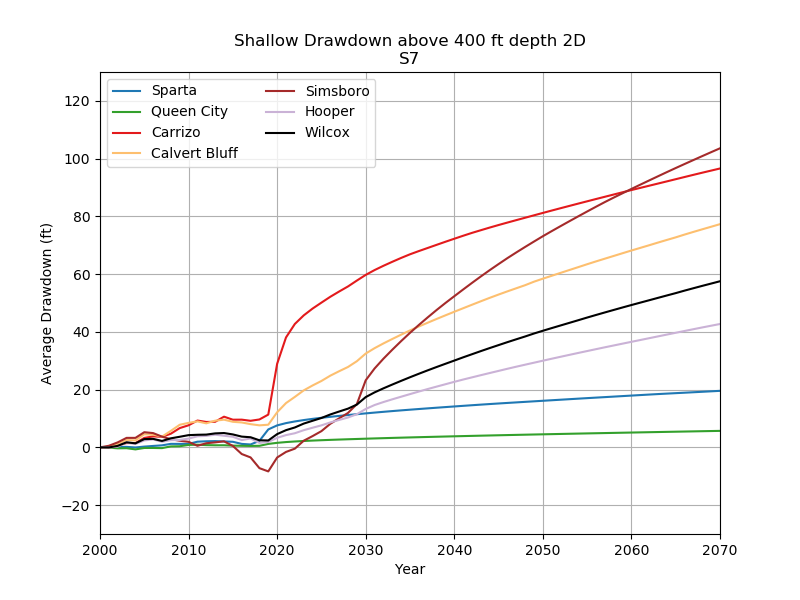 Shallow Drawdown above 400 ft depth 2D
S7
Sparta
Queen City
Carrizo
Calvert Bluff
Simsboro
Hooper
Wilcox
120
100
80
60
40
20
0
−20
Average Drawdown (ft)
2000 2010 2020 2030 2040 2050 2060 2070
Year